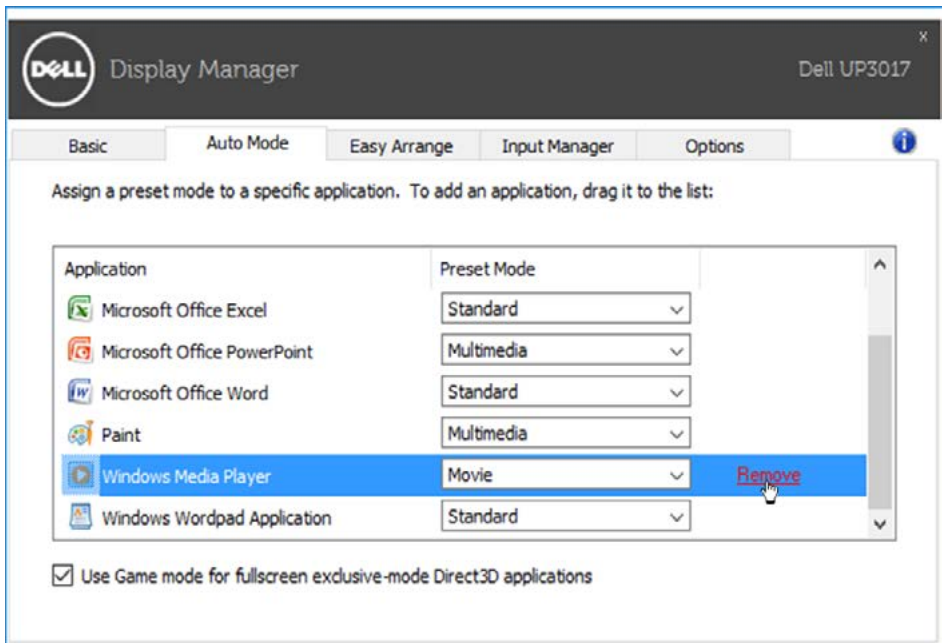 x
DELL Display Manager Dell UP3017
Basic Auto Mode Easy Arrange Input Manager Options
Assign a preset mode to a specific application. To add an application, drag it to the list:
Application Preset Mode
Microsoft Office Excel Standard
Microsoft Office PowerPoint Multimedia
Microsoft Office Word Standard
Paint Multimedia
Windows Media Player Movie Remove
Windows Wordpad Application Standard
Use Game mode for fullscreen exclusive-mode Direct3D applications